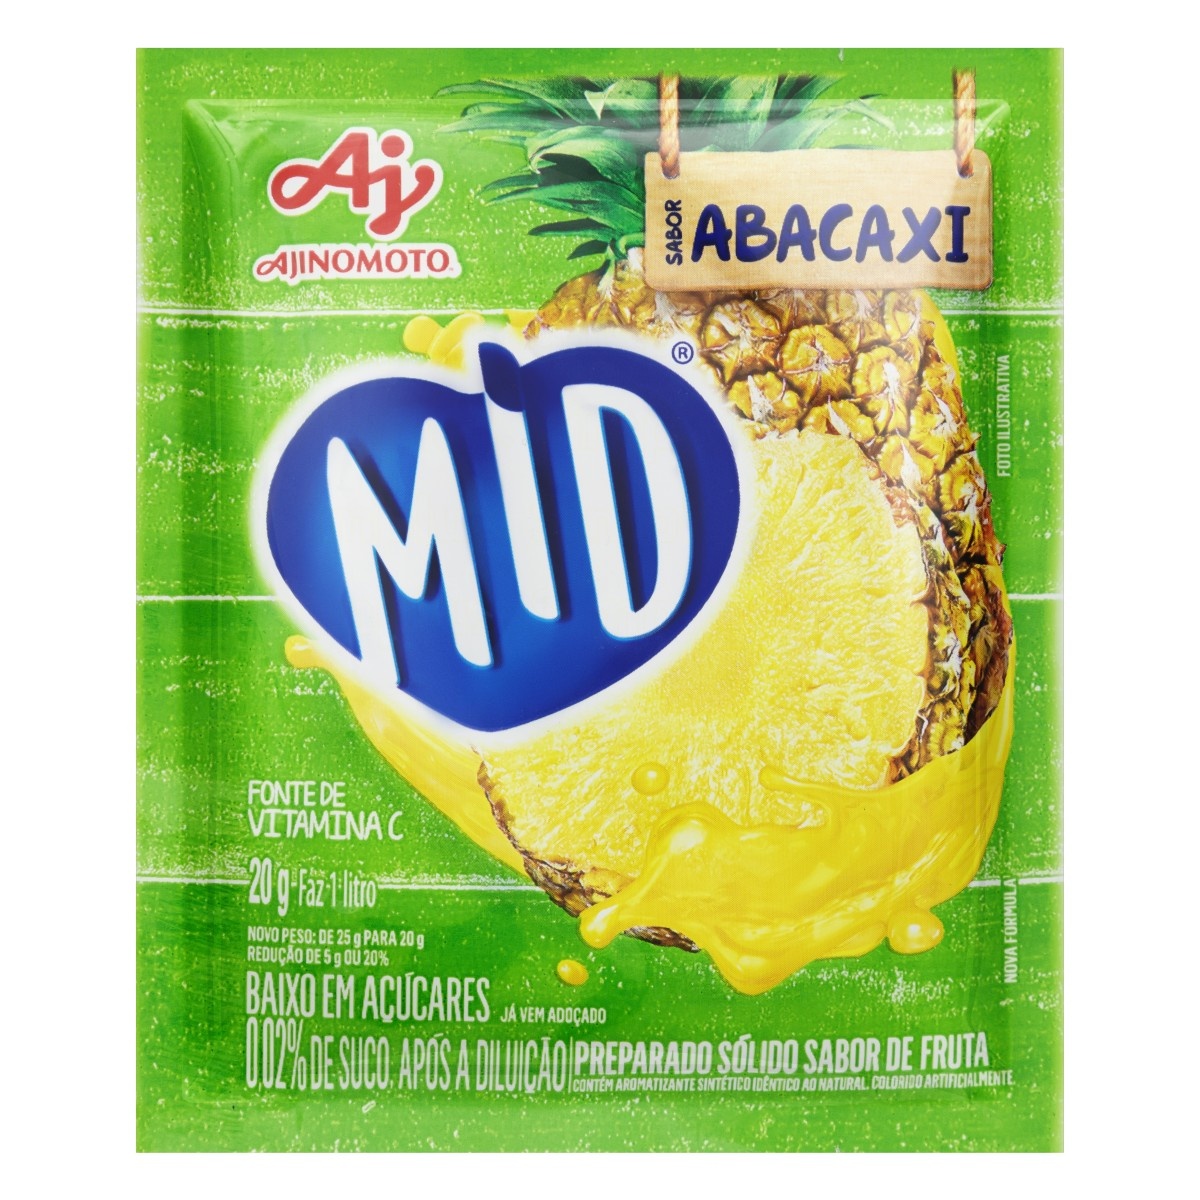 Aj
AJINOMOTO®
SABOR
ABACAXI
MID®
FOTO ILUSTRATIVA
FONTE DE
VITAMINA C
20 g Faz 1 litro
NOVO PESO: DE 25 g PARA 20 g
REDUÇÃO DE 5 g OU 20%
BAIXO EM AÇÚCARES JÁ VEM ADOÇADO
0,02% DE SUCO, APÓS A DILUIÇÃO
PREPARADO SÓLIDO SABOR DE FRUTA
CONTÉM AROMATIZANTE SINTÉTICO IDÊNTICO AO NATURAL. COLORIDO ARTIFICIALMENTE.
NOVA FÓRMULA